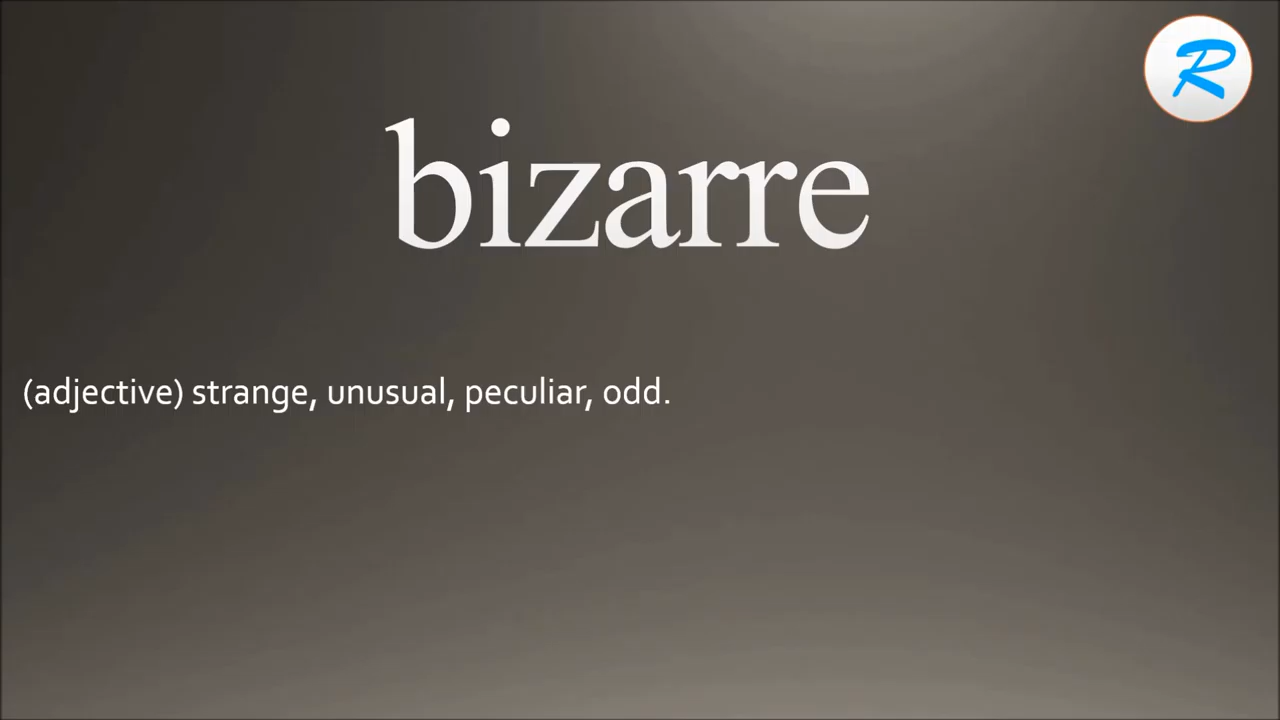 R
bizarre
(adjective) strange, unusual, peculiar, odd.